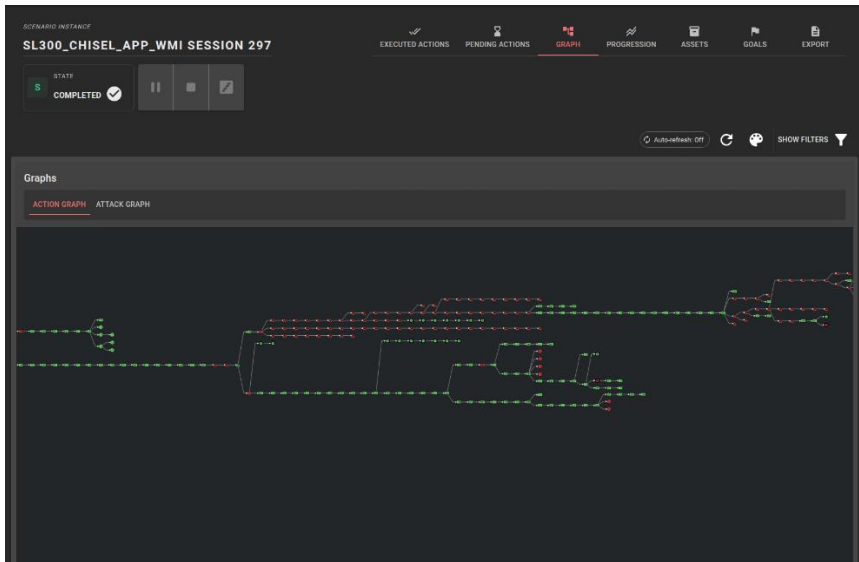 SCENARIO INSTANCE
SL300_CHISEL_APP_WMI SESSION 297
EXECUTED ACTIONS
PENDING ACTIONS
GRAPH
PROGRESSION
ASSETS
GOALS
EXPORT
S
STATE
COMPLETED
Auto-refresh: Off
SHOW FILTERS
Graphs
ACTION GRAPH
ATTACK GRAPH